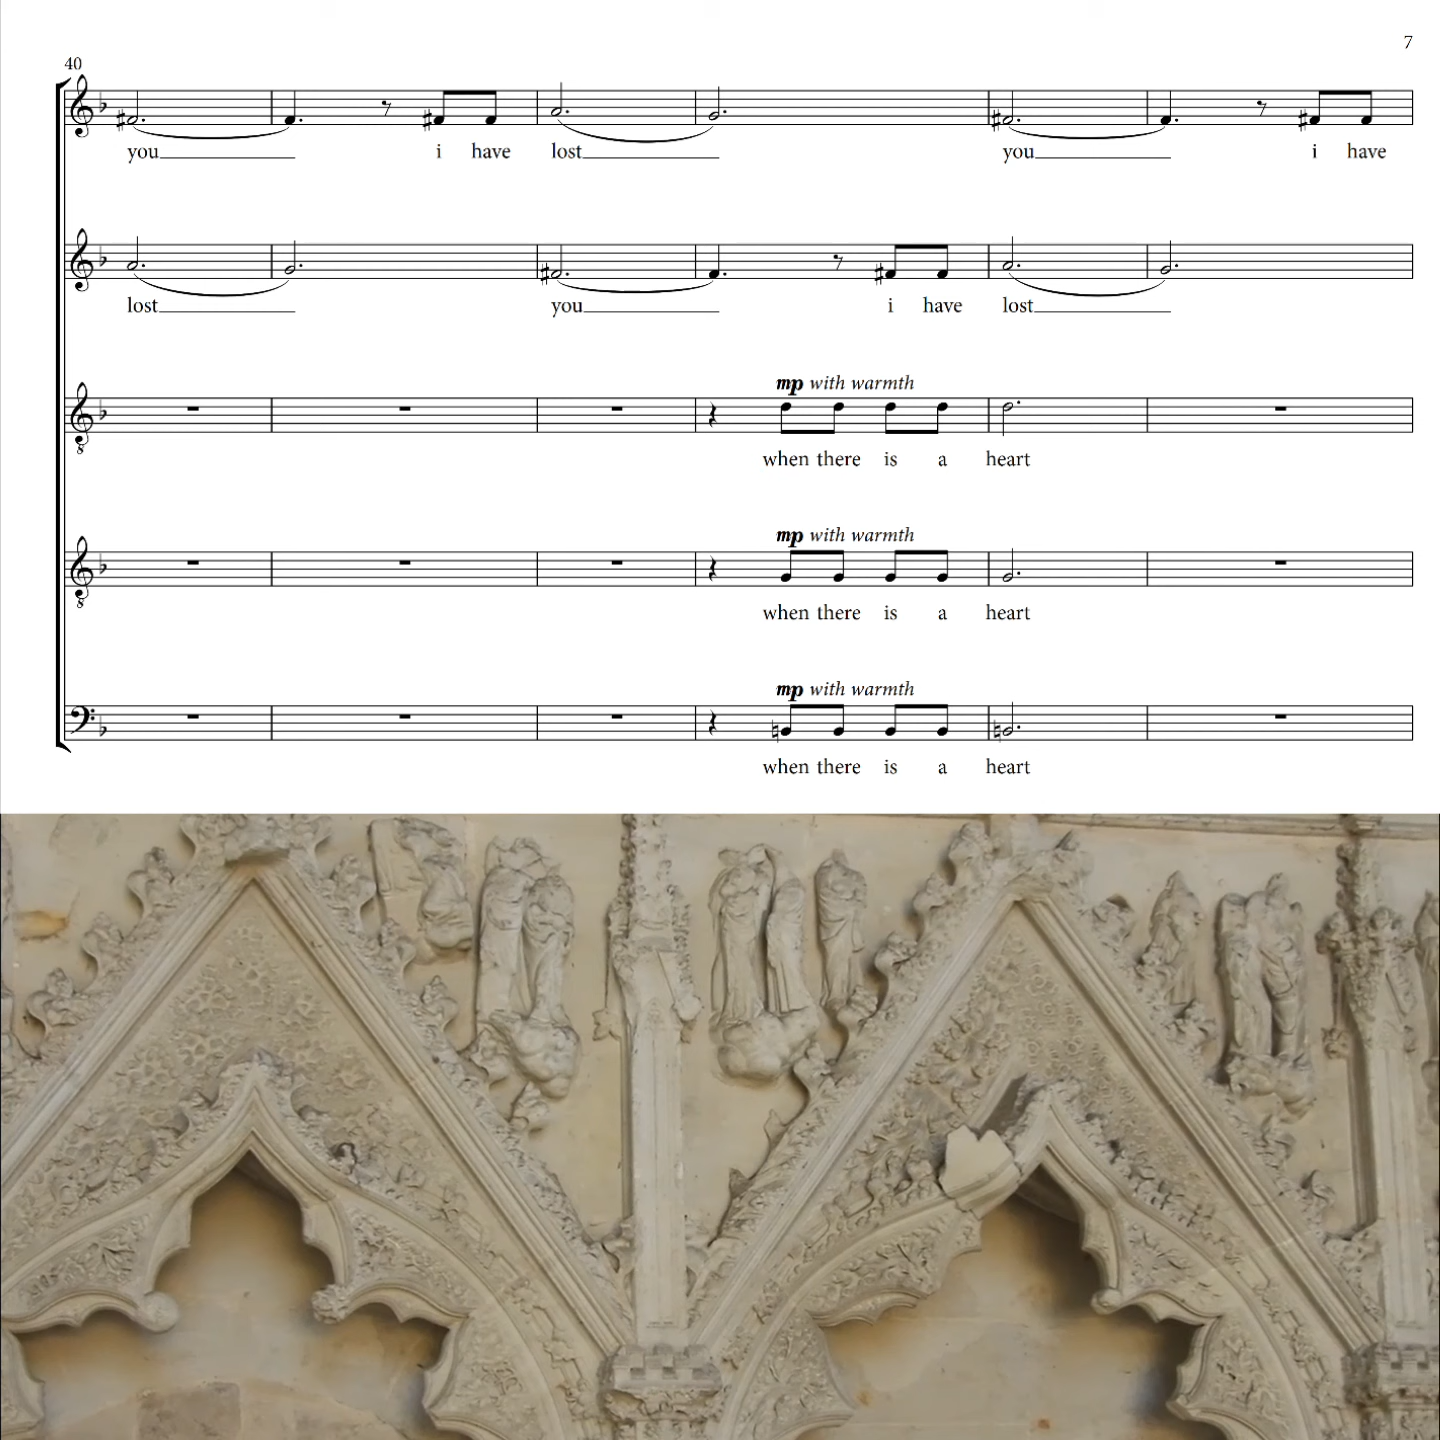 7
40
you i have lost you i have
lost you i have lost
mp with warmth
when there is a heart
mp with warmth
when there is a heart
mp with warmth
when there is a heart